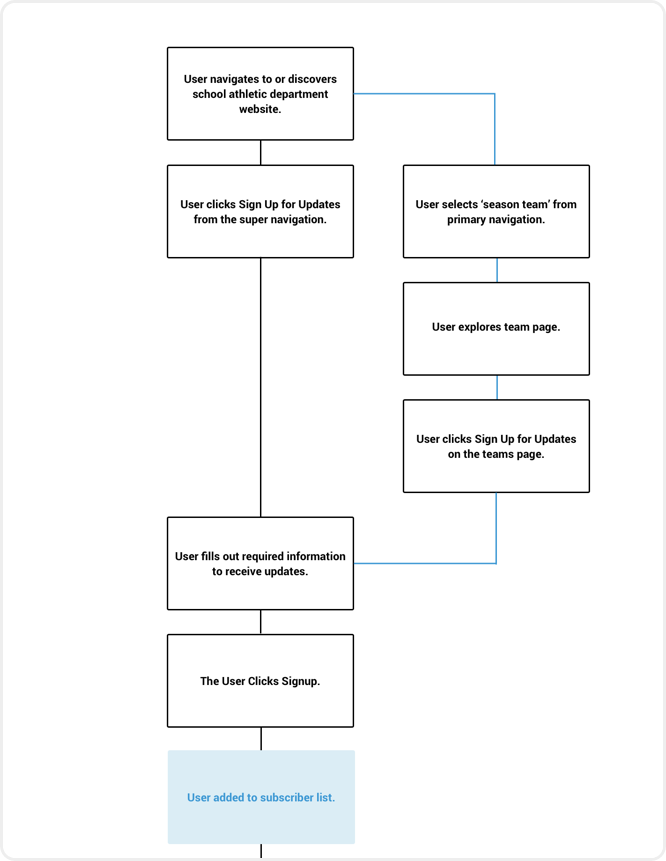 User navigates to or discovers
school athletic department
website.
User clicks Sign Up for Updates
from the super navigation.
User selects ‘season team’ from
primary navigation.
User explores team page.
User clicks Sign Up for Updates
on the teams page.
User fills out required information
to receive updates.
The User Clicks Signup.
User added to subscriber list.